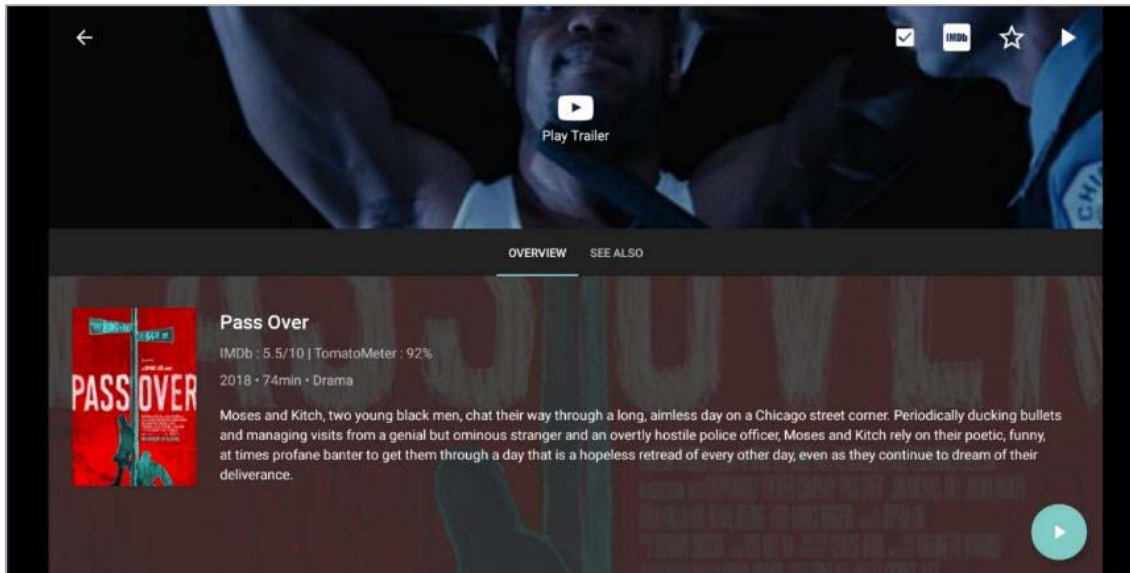 IMDb
Play Trailer
CHI
OVERVIEW SEE ALSO
PASS OVER
Pass Over
IMDb : 5.5/10 | TomatoMeter : 92%
2018 • 74min • Drama
PASS OVER
Moses and Kitch, two young black men, chat their way through a long, aimless day on a Chicago street corner. Periodically ducking bullets
and managing visits from a genial but ominous stranger and an overtly hostile police officer, Moses and Kitch rely on their poetic, funny,
at times profane banter to get them through a day that is a hopeless retread of every other day, even as they continue to dream of their
deliverance.